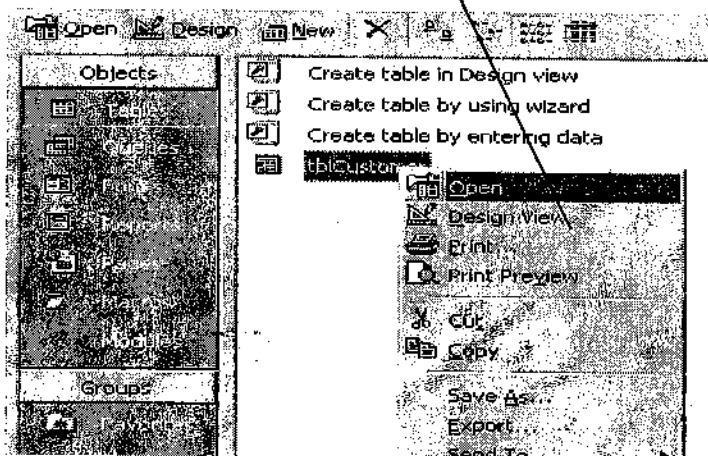 Open Design New
Objects
Create table in Design view
Create table by using wizard
Create table by entering data
Tables
Queries
Forms
Reports
Pages
Macros
Modules
Groups
Favorites
tblCustom
Open
Design View
Print...
Print Preview
Cut
Copy
Save As...
Export...
Send To